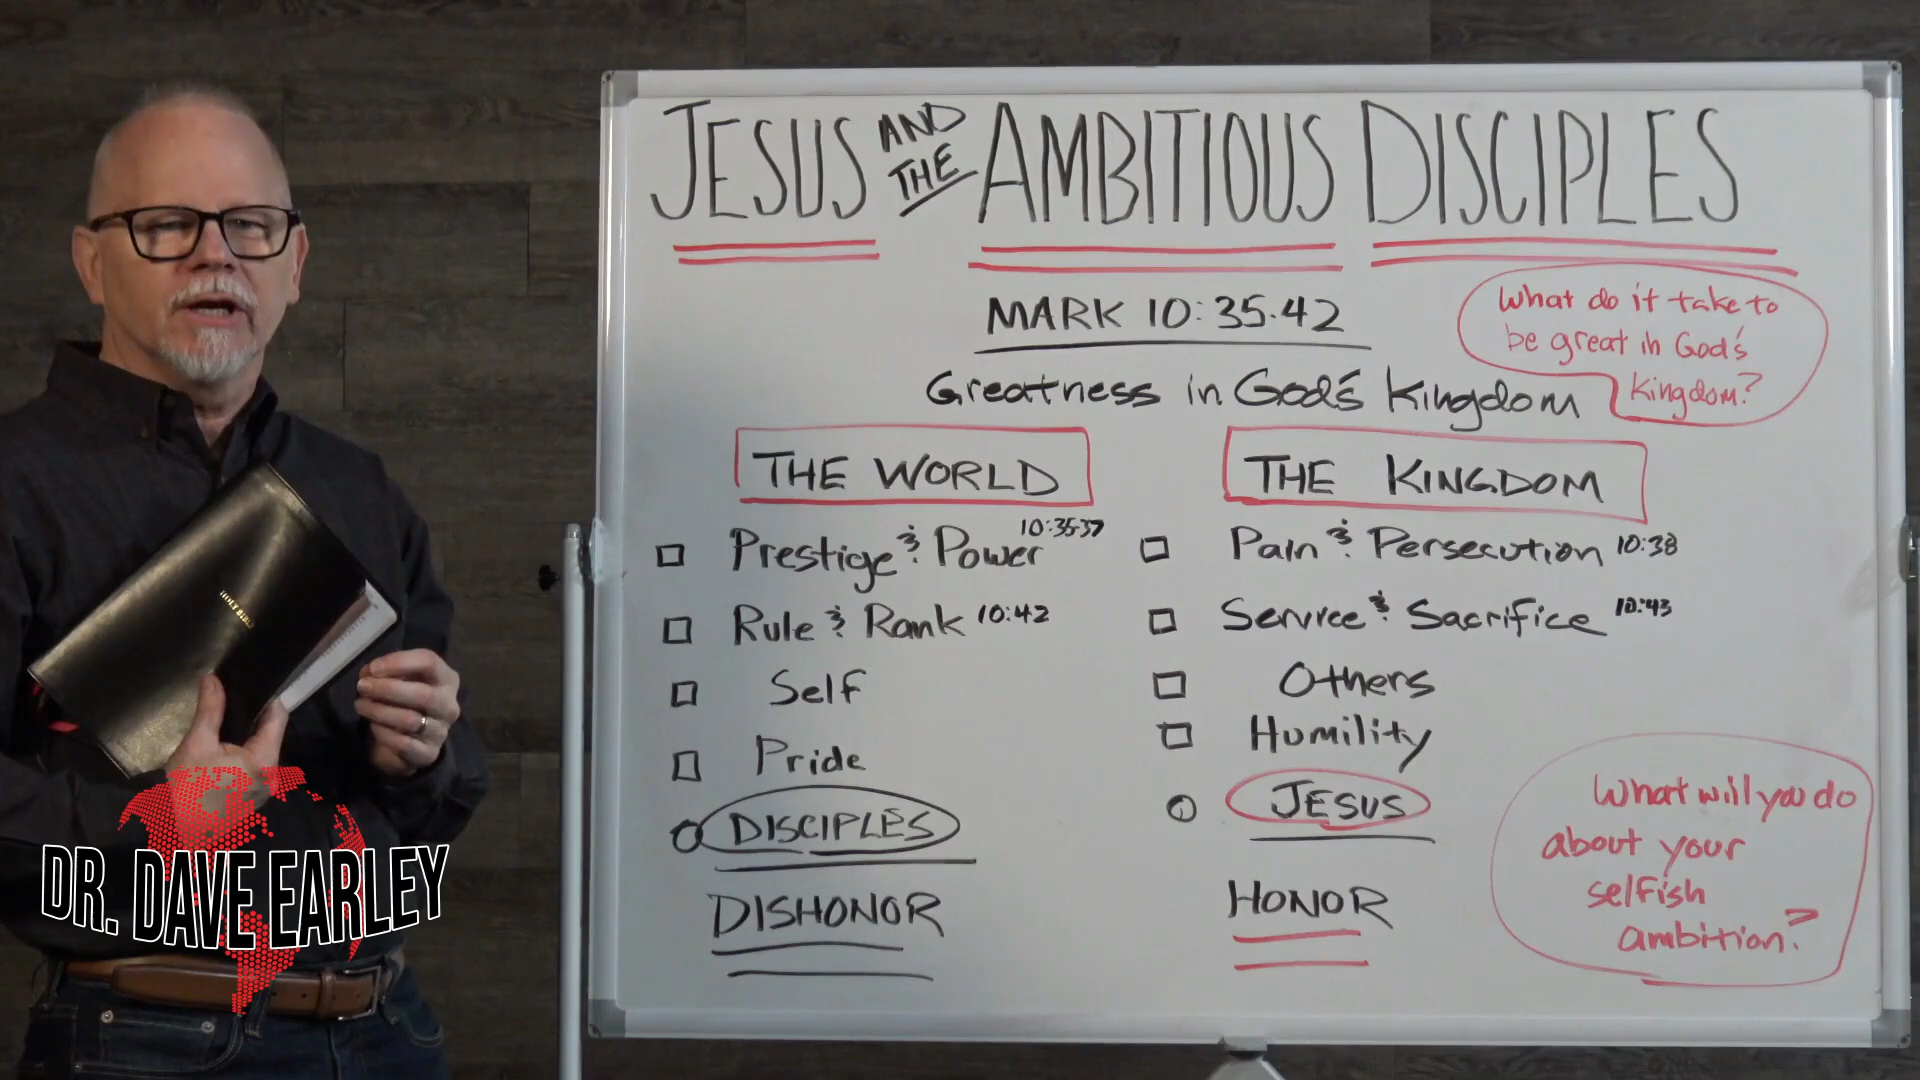 JESUS AND THE AMBITIOUS DISCIPLES
MARK 10:35-42
What do it take to
be great in God's
Kingdom?
Greatness in God's Kingdom
THE WORLD
Prestige & Power 10:35-37
Rule & Rank 10:42
Self
Pride
DISCIPLES
DISHONOR
THE KINGDOM
Pain & Persecution 10:38
Service & Sacrifice 10:43
Others
Humility
JESUS
HONOR
What will you do
about your
selfish
ambition?
HOLY BIBLE
DR. DAVE EARLEY